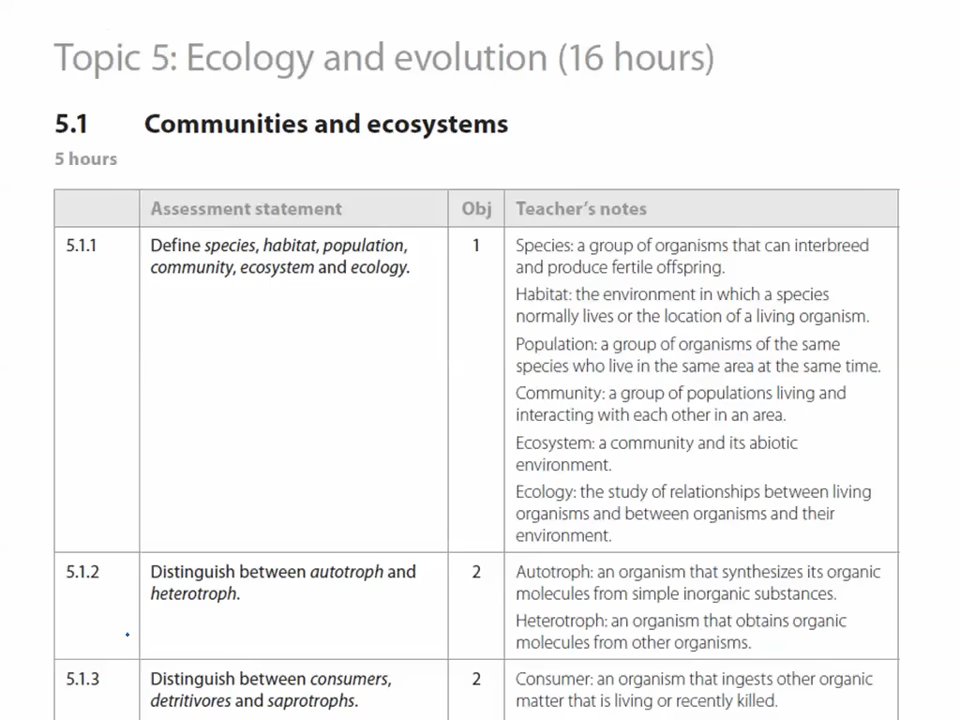 Topic 5: Ecology and evolution (16 hours)
5.1 Communities and ecosystems
5 hours
Assessment statement Obj Teacher's notes
5.1.1 Define species, habitat, population, 1 Species: a group of organisms that can interbreed
community, ecosystem and ecology. and produce fertile offspring.
Habitat: the environment in which a species
normally lives or the location of a living organism.
Population: a group of organisms of the same
species who live in the same area at the same time.
Community: a group of populations living and
interacting with each other in an area.
Ecosystem: a community and its abiotic
environment.
Ecology: the study of relationships between living
organisms and between organisms and their
environment.
5.1.2 Distinguish between autotroph and 2 Autotroph: an organism that synthesizes its organic
heterotroph. molecules from simple inorganic substances.
Heterotroph: an organism that obtains organic
molecules from other organisms.
5.1.3 Distinguish between consumers, 2 Consumer: an organism that ingests other organic
detritivores and saprotrophs. matter that is living or recently killed.